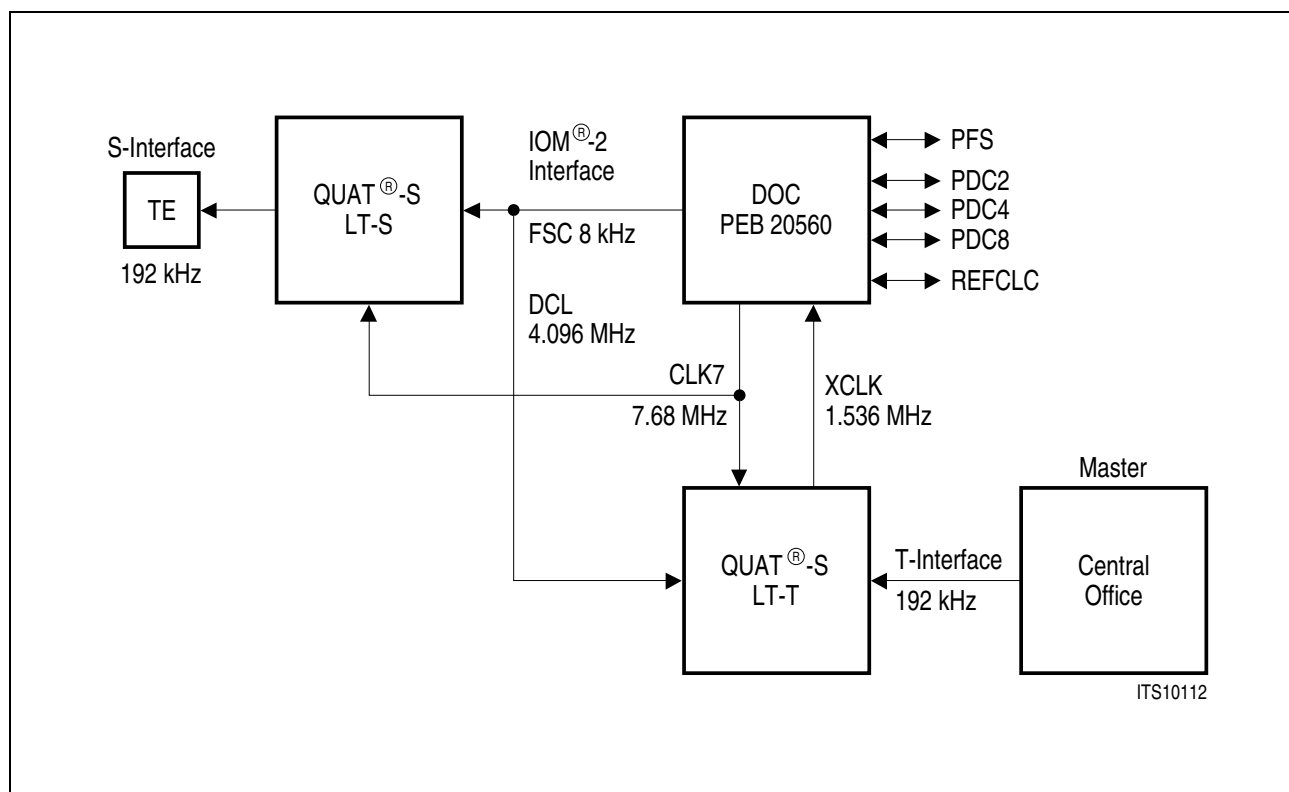 S-Interface
TE
192 kHz
QUAT®-S
LT-S
IOM®-2
Interface
FSC 8 kHz
DCL
4.096 MHz
DOC
PEB 20560
PFS
PDC2
PDC4
PDC8
REFCLC
CLK7
7.68 MHz
XCLK
1.536 MHz
QUAT®-S
LT-T
T-Interface
192 kHz
Master
Central
Office
ITS10112